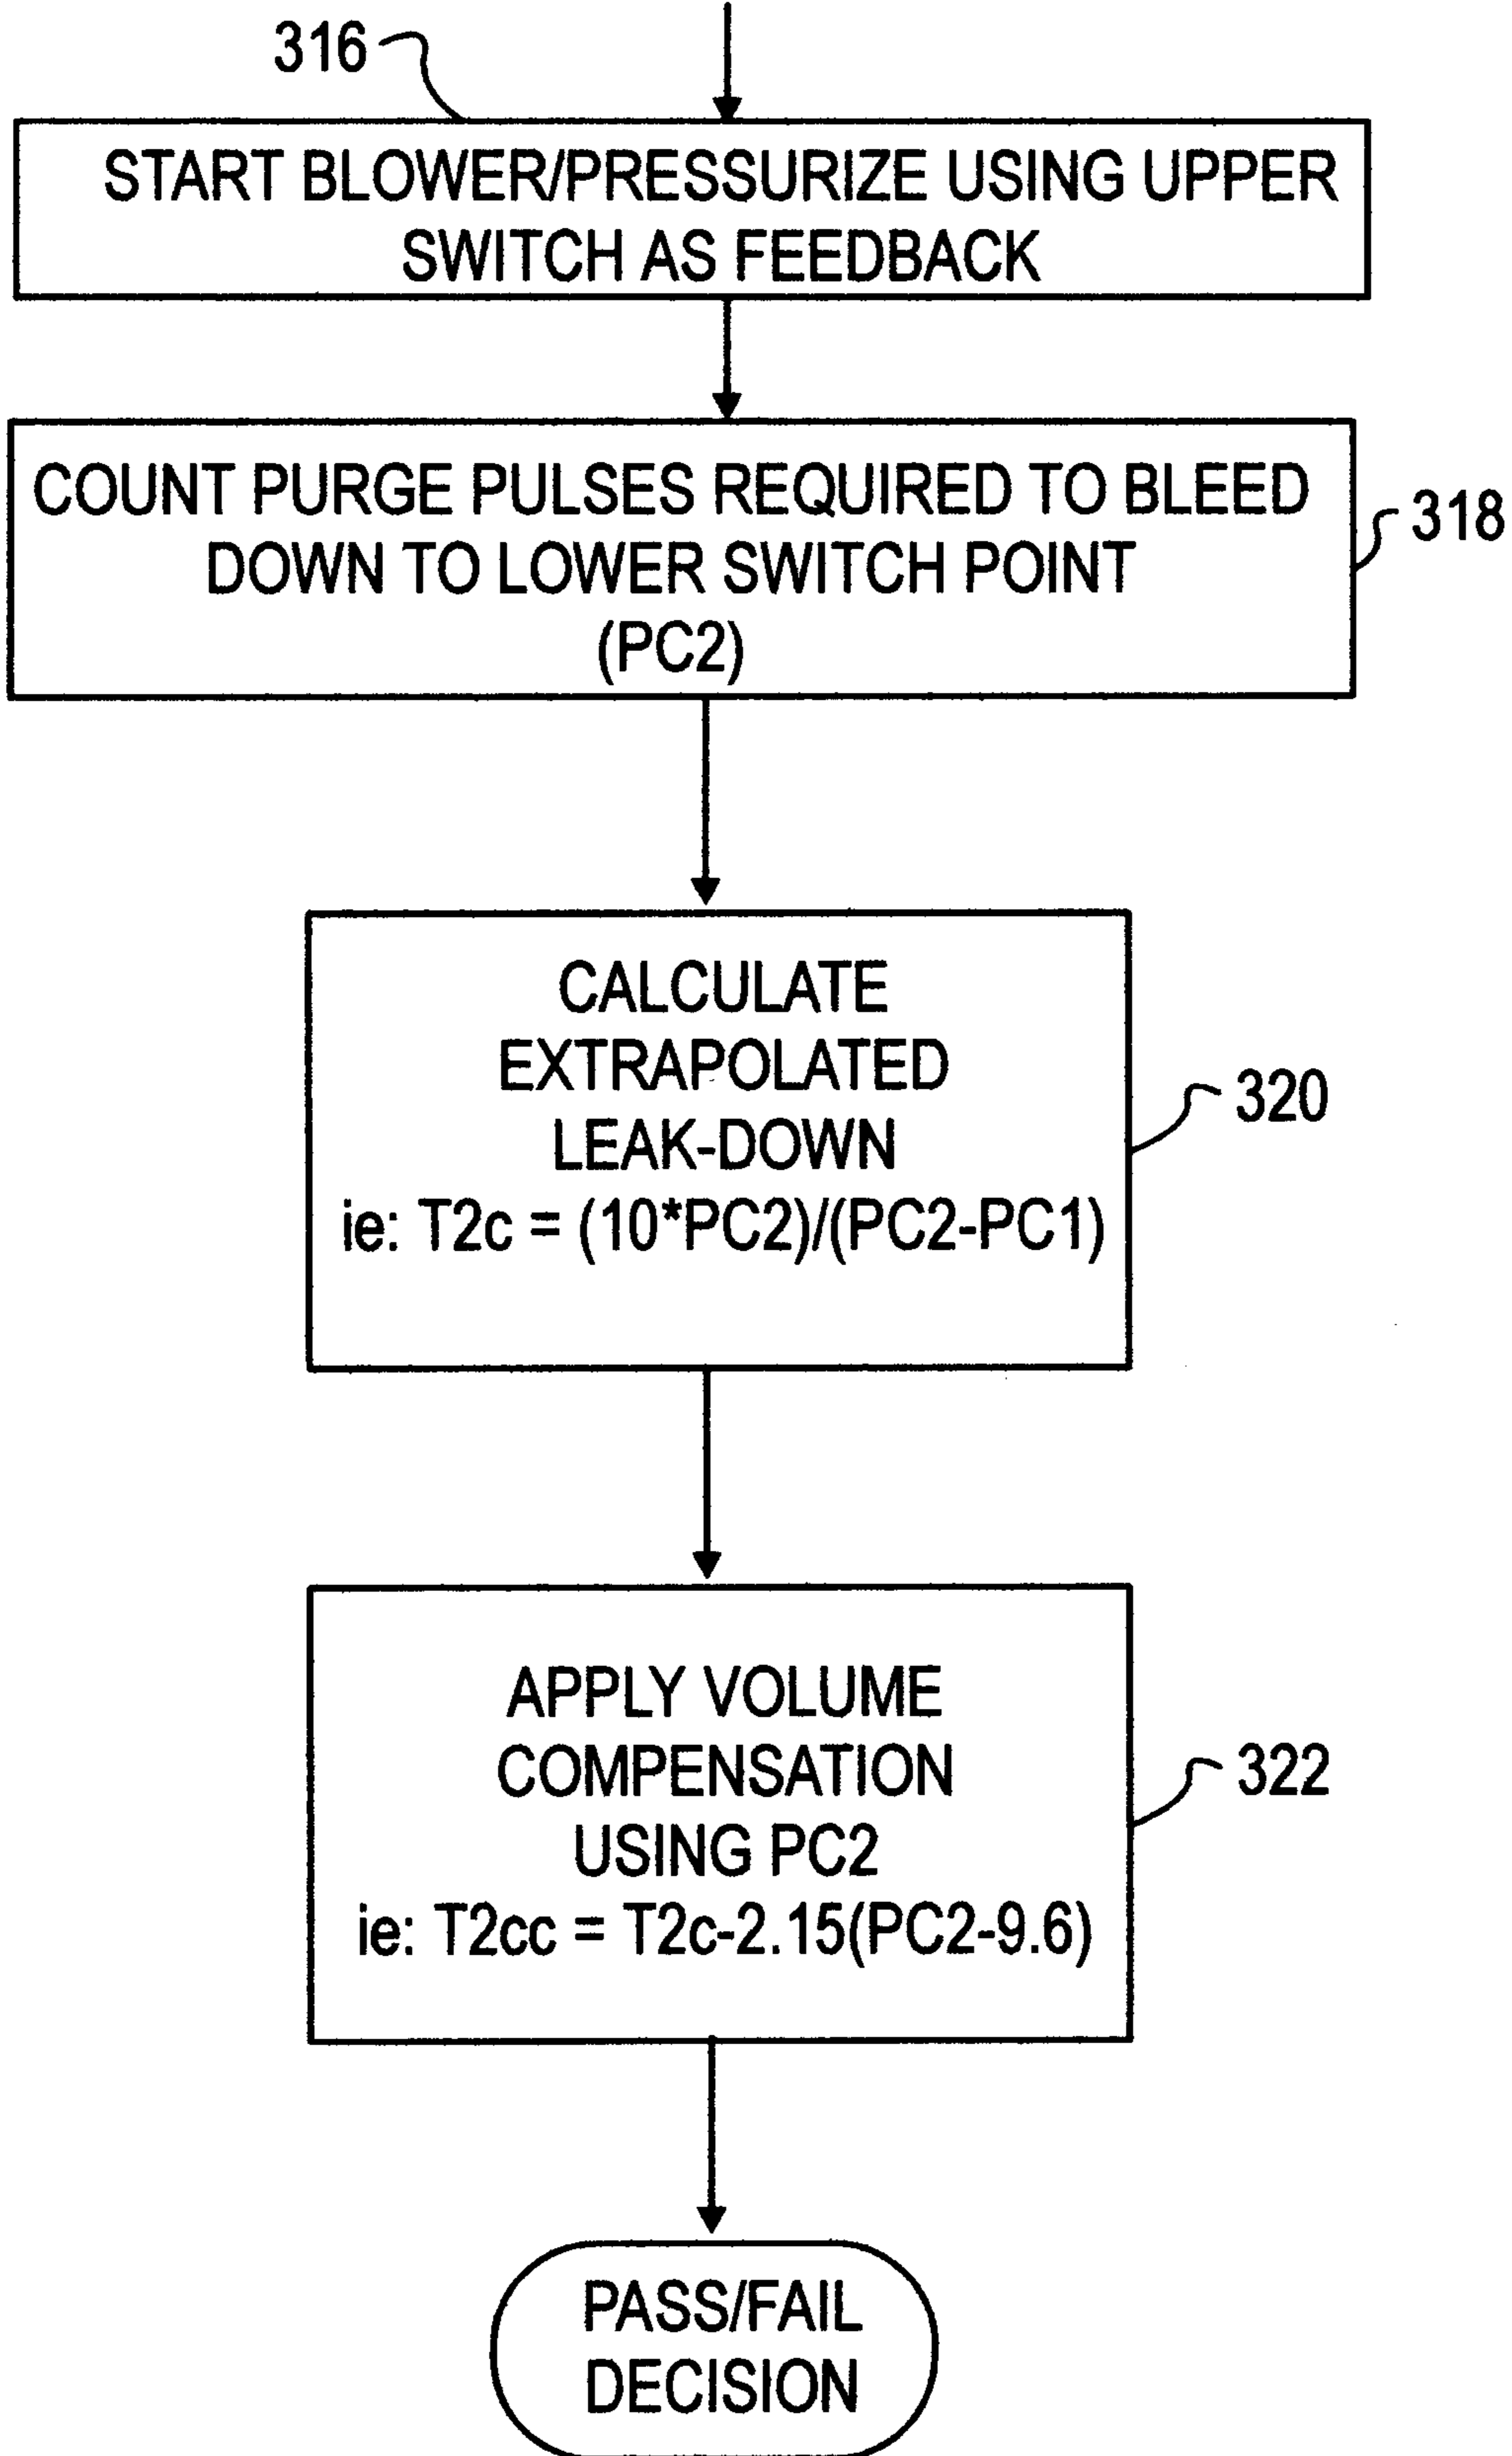 316
START BLOWER/PRESSURIZE USING UPPER
SWITCH AS FEEDBACK
COUNT PURGE PULSES REQUIRED TO BLEED
DOWN TO LOWER SWITCH POINT
(PC2)
318
CALCULATE
EXTRAPOLATED
LEAK-DOWN
ie: T2c = (10*PC2)/(PC2-PC1)
320
APPLY VOLUME
COMPENSATION
USING PC2
ie: T2cc = T2c-2.15(PC2-9.6)
322
PASS/FAIL
DECISION